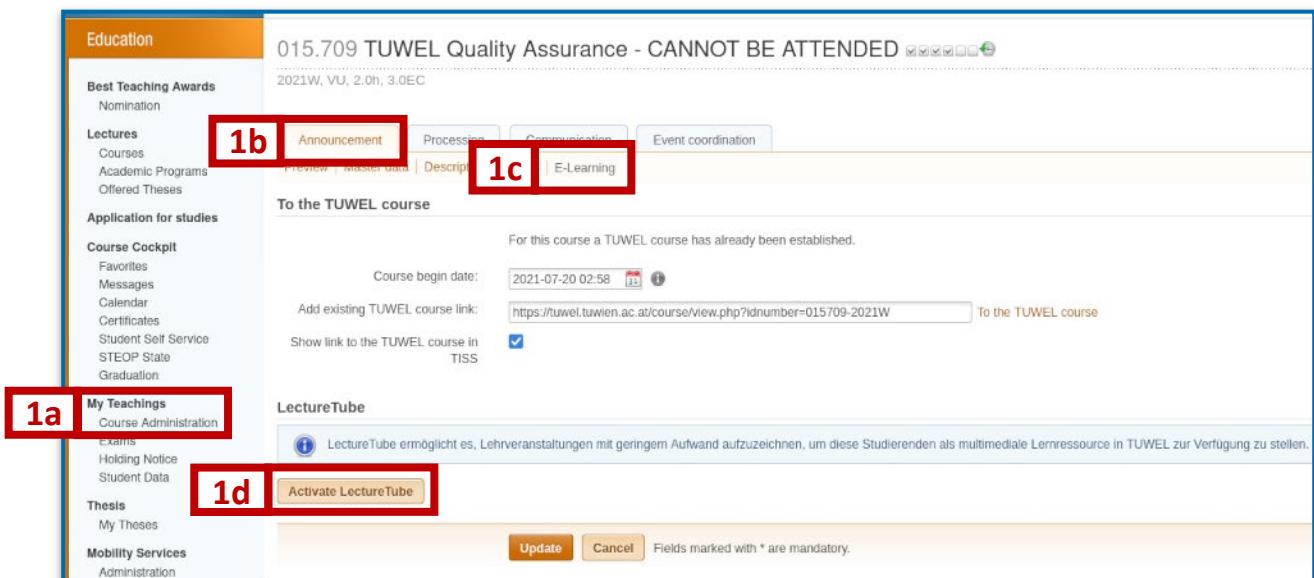 Education
Best Teaching Awards
Nomination
Lectures
Courses
Academic Programs
Offered Theses
Application for studies
Course Cockpit
Favorites
Messages
Calendar
Certificates
Student Self Service
STEOP State
Graduation
1a
My Teachings
Course Administration
Exams
Holding Notice
Student Data
Thesis
My Theses
Mobility Services
Administration
015.709 TUWEL Quality Assurance - CANNOT BE ATTENDED
2021W, VU, 2.0h, 3.0EC
1b
Announcement Processing Communication Event coordination
Preview | Master data | Descript
1c
E-Learning
To the TUWEL course
For this course a TUWEL course has already been established.
Course begin date: 2021-07-20 02:58
Add existing TUWEL course link: https://tuwel.tuwien.ac.at/course/view.php?idnumber=015709-2021W To the TUWEL course
Show link to the TUWEL course in
TISS
LectureTube
LectureTube ermöglicht es, Lehrveranstaltungen mit geringem Aufwand aufzuzeichnen, um diese Studierenden als multimediale Lernressource in TUWEL zur Verfügung zu stellen.
1d
Activate LectureTube
Update Cancel Fields marked with * are mandatory.